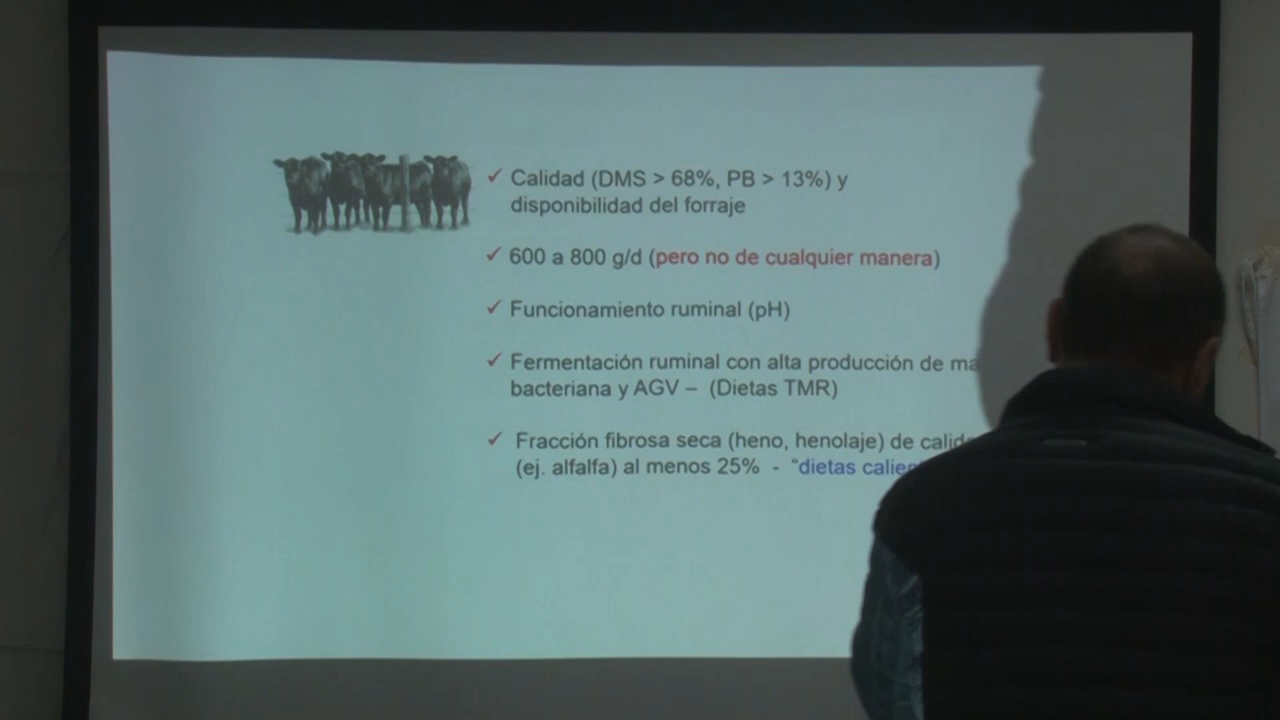 ✓ Calidad (DMS > 68%, PB > 13%) y
disponibilidad del forraje
✓ 600 a 800 g/d (pero no de cualquier manera)
✓ Funcionamiento ruminal (pH)
✓ Fermentación ruminal con alta producción de
bacteriana y AGV – (Dietas TMR)
✓ Fracción fibrosa seca (heno, henolaje) de
(ej. alfalfa) al menos 25% - "dietas